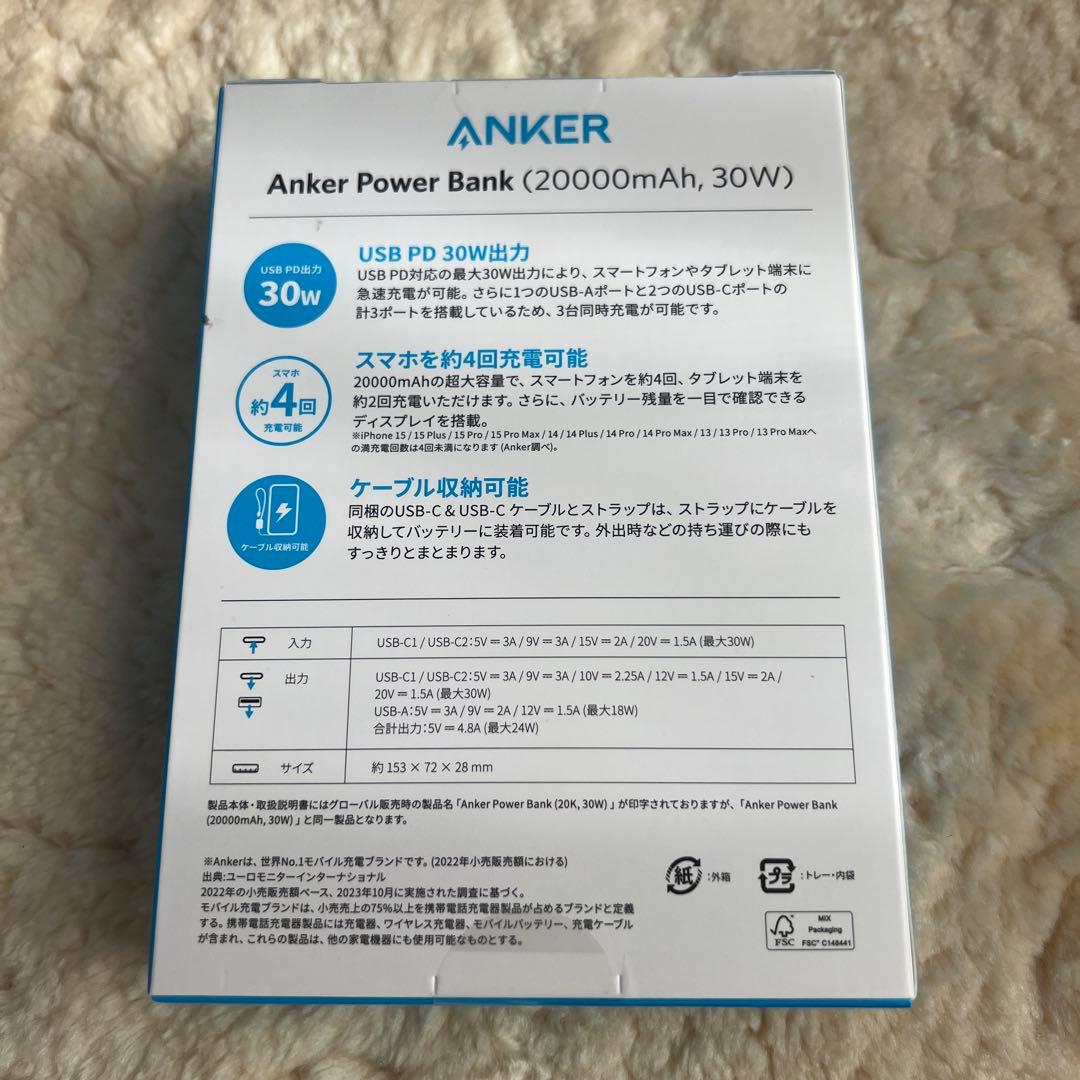 ANKER
Anker Power Bank (20000mAh, 30W)
USB PD出力
30W
USB PD 30W出力
USB PD対応の最大30W出力により、スマートフォンやタブレット端末に
急速充電が可能。さらに1つのUSB-Aポートと2つのUSB-Cポートの
計3ポートを搭載しているため、3台同時充電が可能です。
スマホ
約4回
充電可能
スマホを約4回充電可能
20000mAhの超大容量で、スマートフォンを約4回、タブレット端末を
約2回充電いただけます。さらに、バッテリー残量を一目で確認できる
ディスプレイを搭載。
※iPhone 15 / 15 Plus / 15 Pro / 15 Pro Max / 14 / 14 Plus / 14 Pro / 14 Pro Max / 13 / 13 Pro / 13 Pro Maxへ
の満充電回数は4回未満になります (Anker調べ)。
ケーブル収納可能
ケーブル収納可能
同梱のUSB-C & USB-C ケーブルとストラップは、ストラップにケーブルを
収納してバッテリーに装着可能です。外出時などの持ち運びの際にも
すっきりとまとまります。
入力
USB-C1 / USB-C2:5V ⎓ 3A / 9V ⎓ 3A / 15V ⎓ 2A / 20V ⎓ 1.5A (最大30W)
出力
USB-C1 / USB-C2:5V ⎓ 3A / 9V ⎓ 3A / 10V ⎓ 2.25A / 12V ⎓ 1.5A / 15V ⎓ 2A /
20V ⎓ 1.5A (最大30W)
USB-A:5V ⎓ 3A / 9V ⎓ 2A / 12V ⎓ 1.5A (最大18W)
合計出力:5V ⎓ 4.8A (最大24W)
サイズ
約 153 × 72 × 28 mm
製品本体・取扱説明書にはグローバル販売時の製品名「Anker Power Bank (20K, 30W) 」が印字されておりますが、「Anker Power Bank
(20000mAh, 30W) 」と同一製品となります。
※Ankerは、世界No.1モバイル充電ブランドです。(2022年小売販売額における)
出典:ユーロモニターインターナショナル
2022年の小売販売額ベース、2023年10月に実施された調査に基づく。
モバイル充電ブランドは、小売売上の75%以上を携帯電話充電器製品が占めるブランドと定義
する。携帯電話充電器製品には充電器、ワイヤレス充電器、モバイルバッテリー、充電ケーブル
が含まれ、これらの製品は、他の家電機器にも使用可能なものとする。
紙
:外箱
プラ
:トレー・内袋
FSC
MIX
Packaging
FSC® C148441